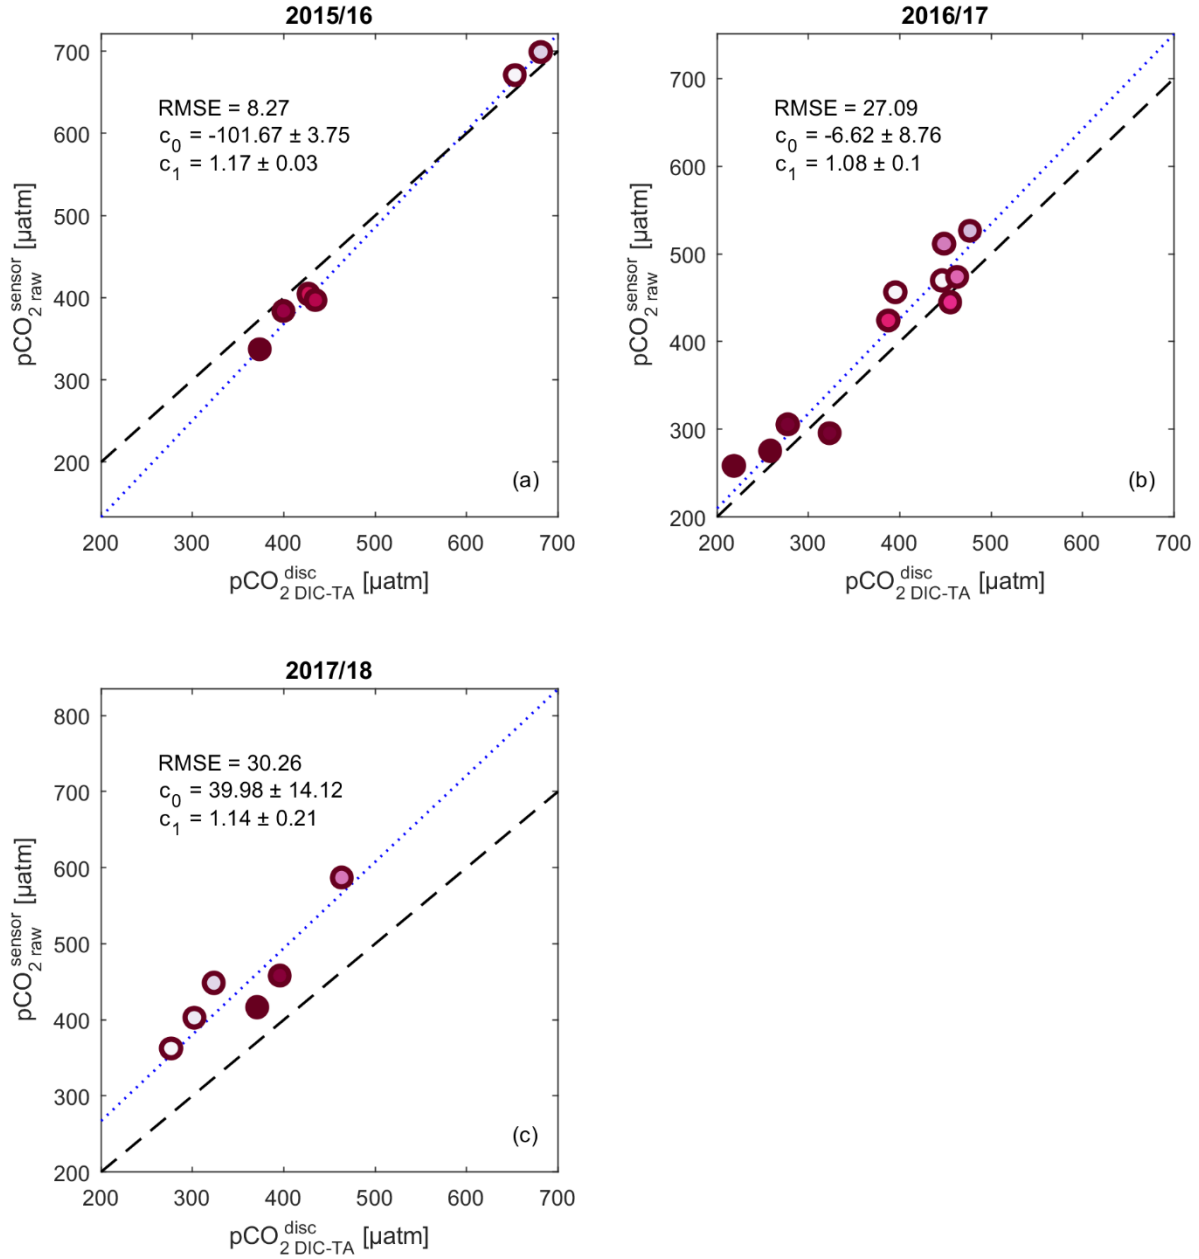 2015/16
700
600
500
400
300
200
pCO₂ raw^sensor [µatm]
RMSE = 8.27
c₀ = -101.67 ± 3.75
c₁ = 1.17 ± 0.03
(a)
200 300 400 500 600 700
pCO₂ DIC-TA^disc [µatm]
2016/17
700
600
500
400
300
200
pCO₂ raw^sensor [µatm]
RMSE = 27.09
c₀ = -6.62 ± 8.76
c₁ = 1.08 ± 0.1
(b)
200 300 400 500 600 700
pCO₂ DIC-TA^disc [µatm]
2017/18
800
700
600
500
400
300
200
pCO₂ raw^sensor [µatm]
RMSE = 30.26
c₀ = 39.98 ± 14.12
c₁ = 1.14 ± 0.21
(c)
200 300 400 500 600 700
pCO₂ DIC-TA^disc [µatm]